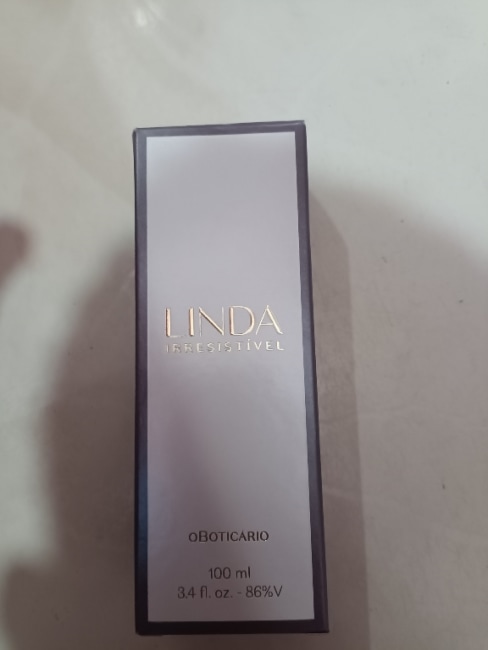 LINDA
IRRESISTÍVEL
oBOTICARIO
100 ml
3.4 fl. oz. - 86%V